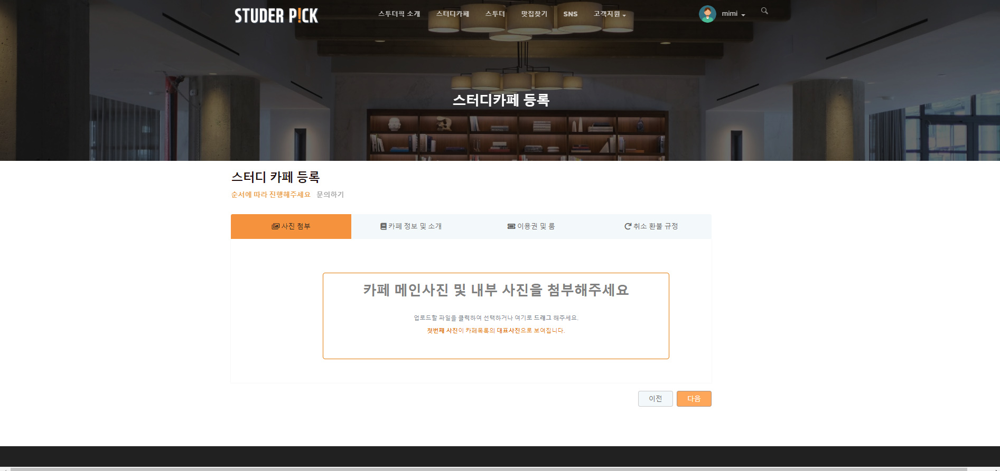 STUDER P!CK
스투더픽 소개 스터디카페 스투더 맛집찾기 SNS 고객지원
mimi
스터디카페 등록
스터디 카페 등록
순서에 따라 진행해주세요 문의하기
사진 첨부 카페 정보 및 소개 이용권 및 룸 취소 환불 규정
카페 메인사진 및 내부 사진을 첨부해주세요
업로드할 파일을 클릭하여 선택하거나 여기로 드래그 해주세요.
첫번째 사진이 카페목록의 대표사진으로 보여집니다.
이전 다음